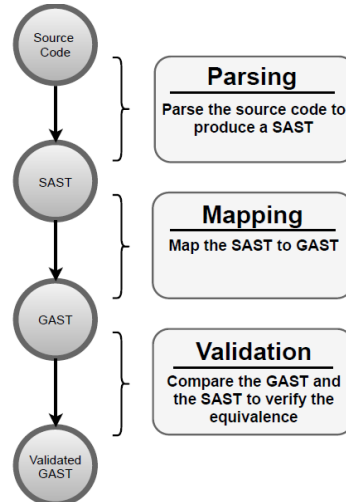 Source
Code
Parsing
Parse the source code to
produce a SAST
SAST
Mapping
Map the SAST to GAST
GAST
Validation
Compare the GAST and
the SAST to verify the
equivalence
Validated
GAST